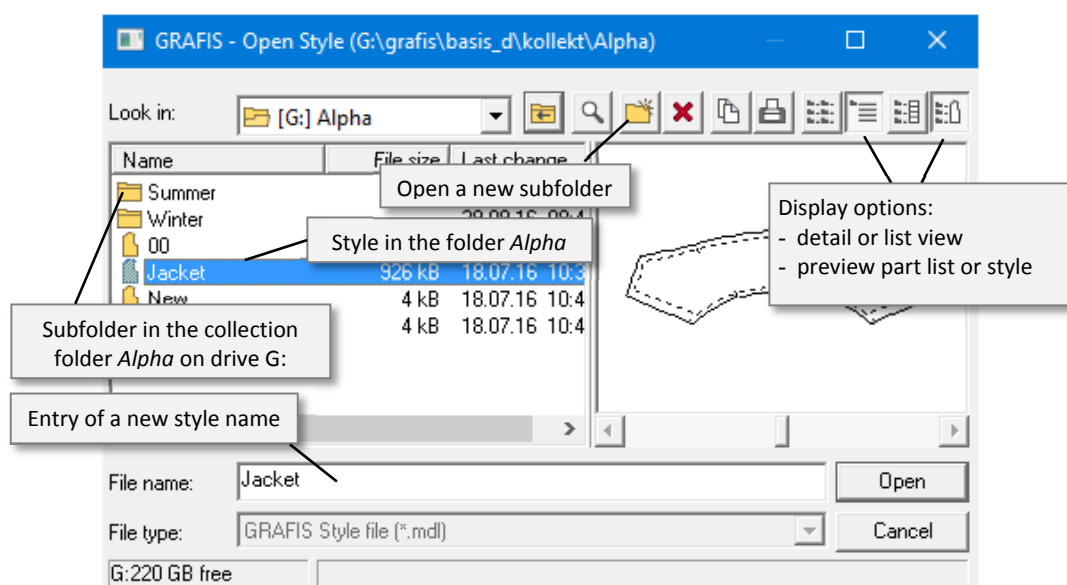 GRAFIS - Open Style (G:\grafis\basis_d\kollekt\Alpha)
Look in:
[G:] Alpha
Name File size Last change
Open a new subfolder
Summer
Winter
00
Style in the folder Alpha
Jacket 926 kB 18.07.16 10:3
New 4 kB 18.07.16 10:4
4 kB 18.07.16 10:4
Display options:
- detail or list view
- preview part list or style
Subfolder in the collection
folder Alpha on drive G:
Entry of a new style name
File name:
Jacket
Open
File type:
GRAFIS Style file (*.mdl)
Cancel
G:220 GB free